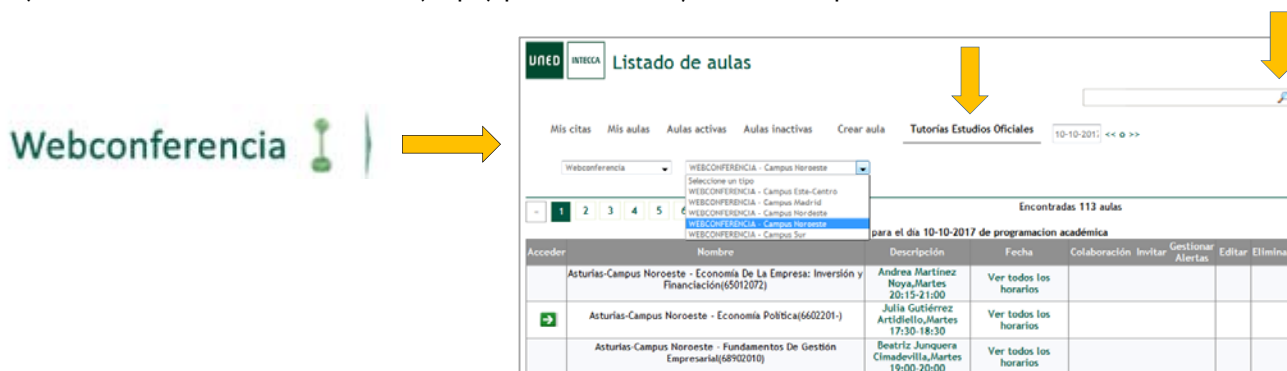 Webconferencia
UNED
INTECCA
Listado de aulas
Mis citas Mis aulas Aulas activas Aulas inactivas Crear aula Tutorías Estudios Oficiales 10-10-201 << o >>
Webconferencia WEBCONFERENCIA - Campus Noroeste
Seleccione un tipo
WEBCONFERENCIA - Campus Este-Centro
WEBCONFERENCIA - Campus Madrid
WEBCONFERENCIA - Campus Nordeste
WEBCONFERENCIA - Campus Noroeste
WEBCONFERENCIA - Campus Sur
- 1 2 3 4 5
Encontradas 113 aulas
para el día 10-10-2017 de programacion académica
Acceder Nombre Descripción Fecha Colaboración Invitar Gestionar Alertas Editar Elimina
Asturias-Campus Noroeste - Economía De La Empresa: Inversión y
Financiación(65012072)
Andrea Martínez
Noya,Martes
20:15-21:00
Ver todos los
horarios
Asturias-Campus Noroeste - Economía Política(6602201-)
Julia Gutiérrez
Artidiello,Martes
17:30-18:30
Ver todos los
horarios
Asturias-Campus Noroeste - Fundamentos De Gestión
Empresarial(68902010)
Beatriz Junquera
Cimadevilla,Martes
19:00-20:00
Ver todos los
horarios